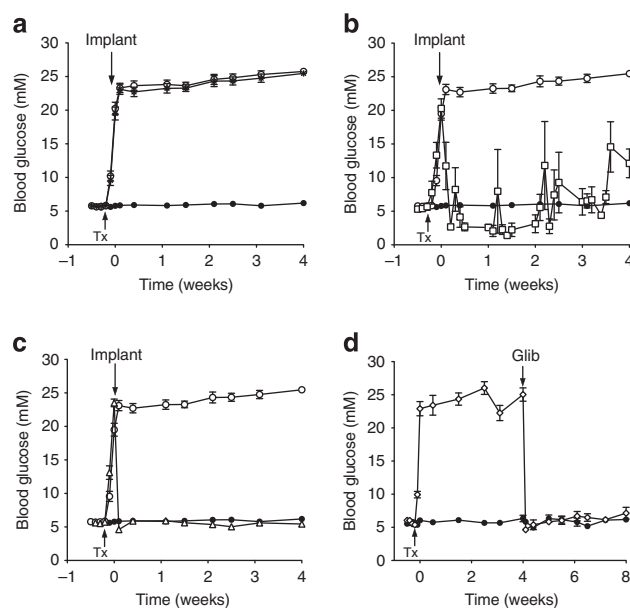 a
Implant
30
25
20
15
10
5
0
Blood glucose (mM)
Tx
–1 0 1 2 3 4
Time (weeks)
b
Implant
30
25
20
15
10
5
0
Blood glucose (mM)
Tx
–1 0 1 2 3 4
Time (weeks)
c
Implant
30
25
20
15
10
5
0
Blood glucose (mM)
Tx
–1 0 1 2 3 4
Time (weeks)
d
Glib
30
25
20
15
10
5
0
Blood glucose (mM)
Tx
0 2 4 6 8
Time (weeks)